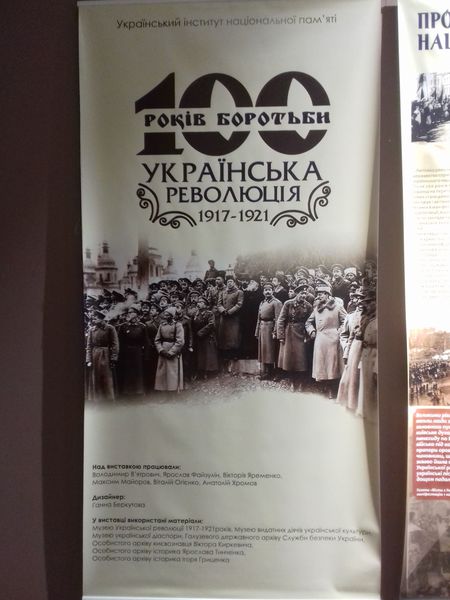 Український інститут національної пам'яті
100
РОКІВ БОРОТЬБИ
УКРАЇНСЬКА
РЕВОЛЮЦІЯ
1917-1921
Над виставкою працювали:
Володимир В'ятрович, Ярослав Файзулін, Вікторія Яременко,
Максим Майоров, Віталій Огієнко, Анатолій Хромов
Дизайнер:
Ганна Беркутова
У виставці використані матеріали:
Музею Української революції 1917-1921років, Музею видатних діячів української культури,
Музею української діаспори, Галузевого державного архіву Служби безпеки України,
Особистого архіву києвознавця Віктора Киркевича,
Особистого архіву історика Ярослава Тинченка,
Особистого архіву історика Ігоря Гриценка
ПРО
НАЦ